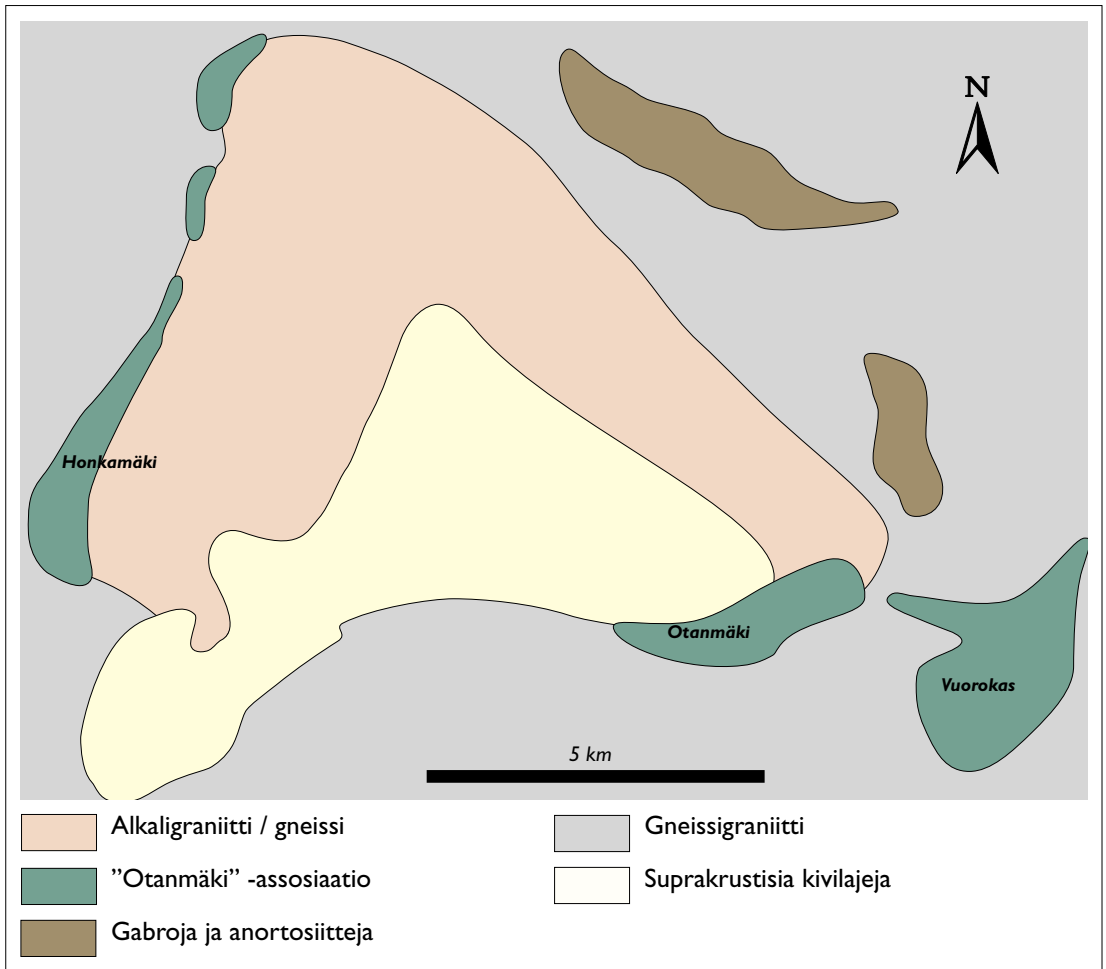 N
Honkamäki
Otanmäki
Vuorokas
5 km
Alkaligraniitti / gneissi
”Otanmäki” -assosiaatio
Gabroja ja anortosiitteja
Gneissigraniitti
Suprakrustisia kivilajeja